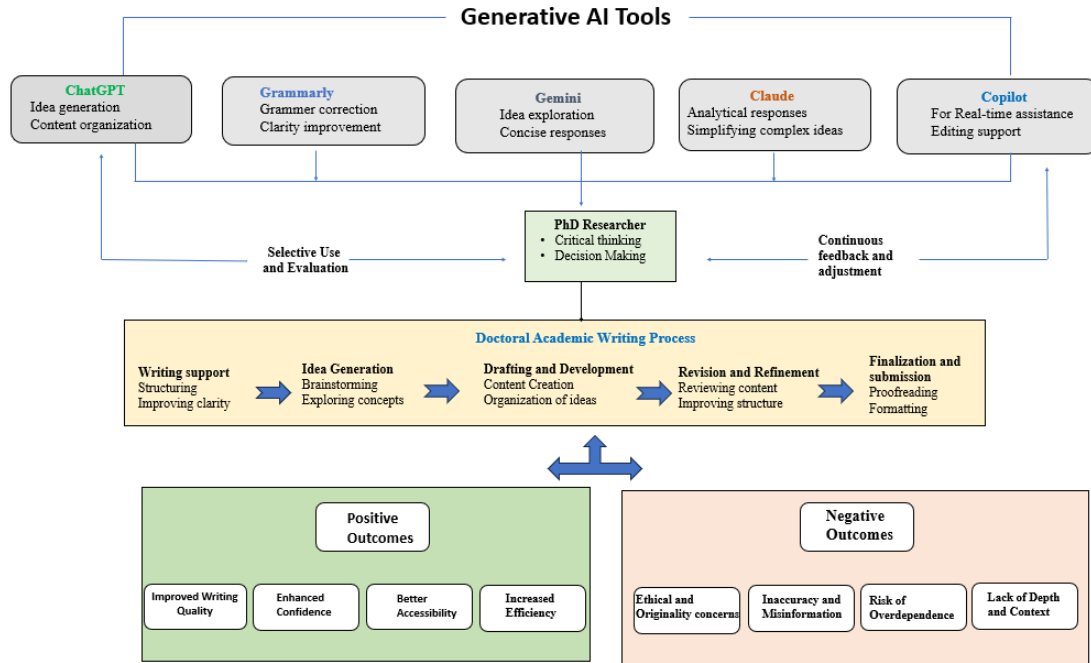 Generative AI Tools
ChatGPT
Idea generation
Content organization
Grammarly
Grammer correction
Clarity improvement
Gemini
Idea exploration
Concise responses
Claude
Analytical responses
Simplifying complex ideas
Copilot
For Real-time assistance
Editing support
PhD Researcher
• Critical thinking
• Decision Making
Selective Use
and Evaluation
Continuous
feedback and
adjustment
Doctoral Academic Writing Process
Writing support
Structuring
Improving clarity
Idea Generation
Brainstorming
Exploring concepts
Drafting and Development
Content Creation
Organization of ideas
Revision and Refinement
Reviewing content
Improving structure
Finalization and
submission
Proofreading
Formatting
Positive
Outcomes
Improved Writing
Quality
Enhanced
Confidence
Better
Accessibility
Increased
Efficiency
Negative
Outcomes
Ethical and
Originality concerns
Inaccuracy and
Misinformation
Risk of
Overdependence
Lack of Depth
and Context